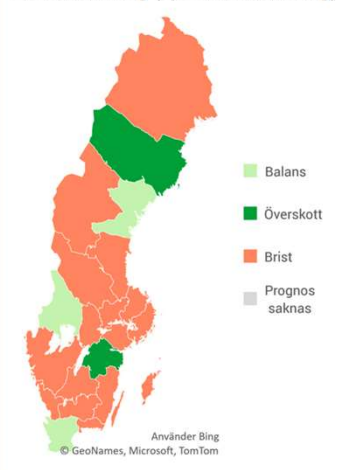 Balans
Överskott
Brist
Prognos
saknas
Använder Bing
© GeoNames, Microsoft, TomTom